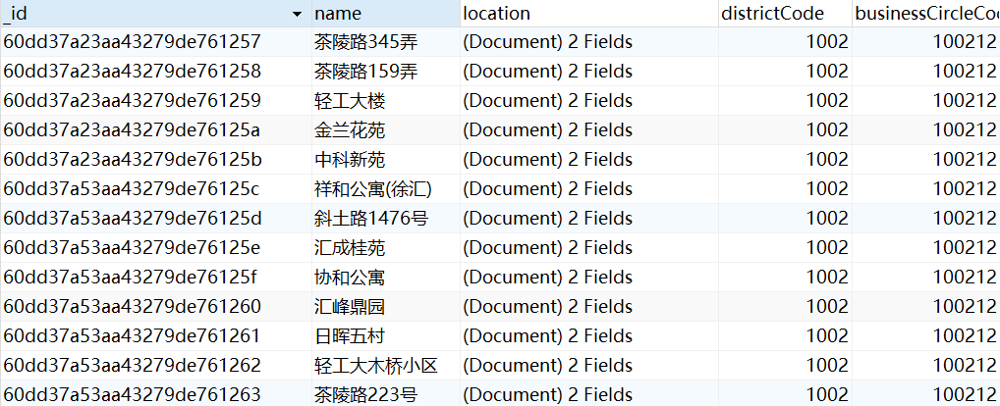 _id name location districtCode businessCircleCo
60dd37a23aa43279de761257 茶陵路345弄 (Document) 2 Fields 1002 100212
60dd37a23aa43279de761258 茶陵路159弄 (Document) 2 Fields 1002 100212
60dd37a23aa43279de761259 轻工大楼 (Document) 2 Fields 1002 100212
60dd37a23aa43279de76125a 金兰花苑 (Document) 2 Fields 1002 100212
60dd37a23aa43279de76125b 中科新苑 (Document) 2 Fields 1002 100212
60dd37a53aa43279de76125c 祥和公寓(徐汇) (Document) 2 Fields 1002 100212
60dd37a53aa43279de76125d 斜土路1476号 (Document) 2 Fields 1002 100212
60dd37a53aa43279de76125e 汇成桂苑 (Document) 2 Fields 1002 100212
60dd37a53aa43279de76125f 协和公寓 (Document) 2 Fields 1002 100212
60dd37a53aa43279de761260 汇峰鼎园 (Document) 2 Fields 1002 100212
60dd37a53aa43279de761261 日晖五村 (Document) 2 Fields 1002 100212
60dd37a53aa43279de761262 轻工大木桥小区 (Document) 2 Fields 1002 100212
60dd37a53aa43279de761263 茶陵路223号 (Document) 2 Fields 1002 100212